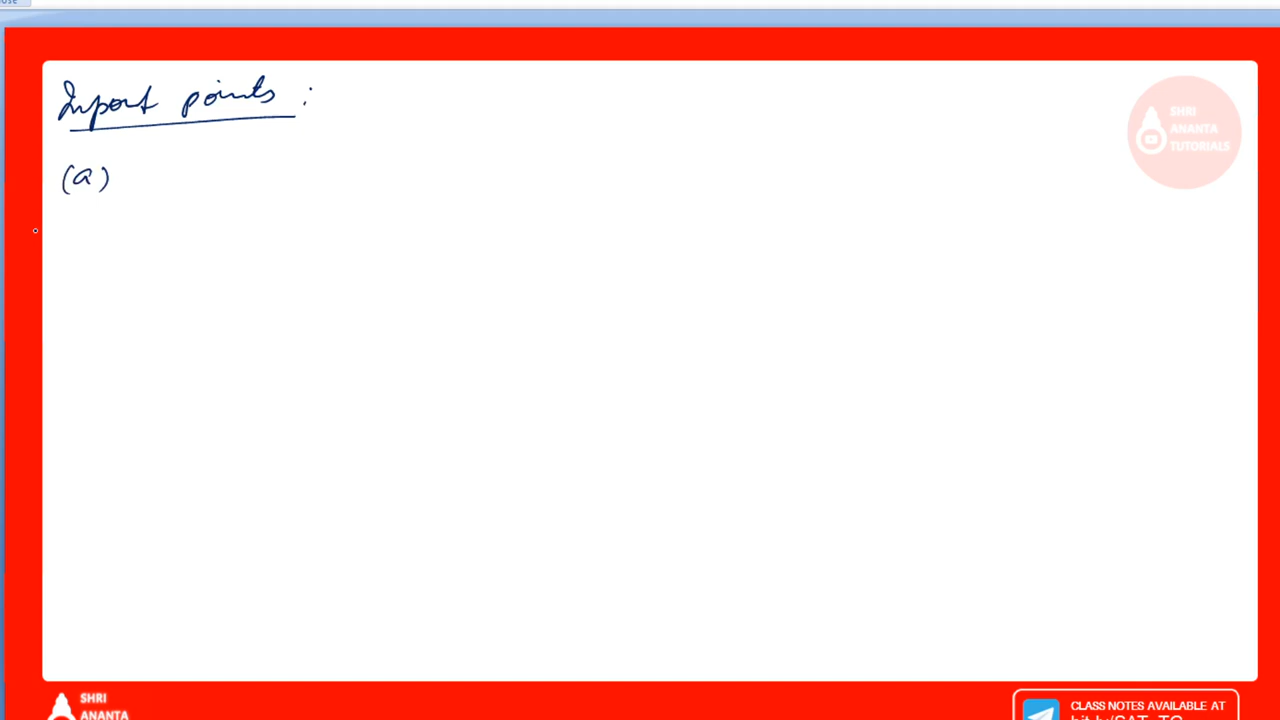 Import points :
(a)
SHRI
ANANTA
TUTORIALS
SHRI
ANANTA
CLASS NOTES AVAILABLE AT